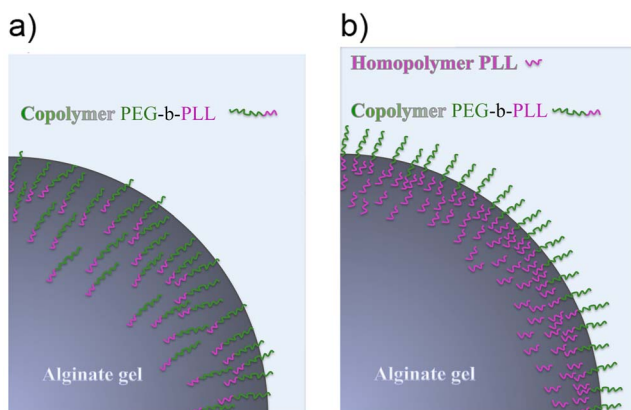 a)
Copolymer PEG-b-PLL
Alginate gel
b)
Homopolymer PLL
Copolymer PEG-b-PLL
Alginate gel